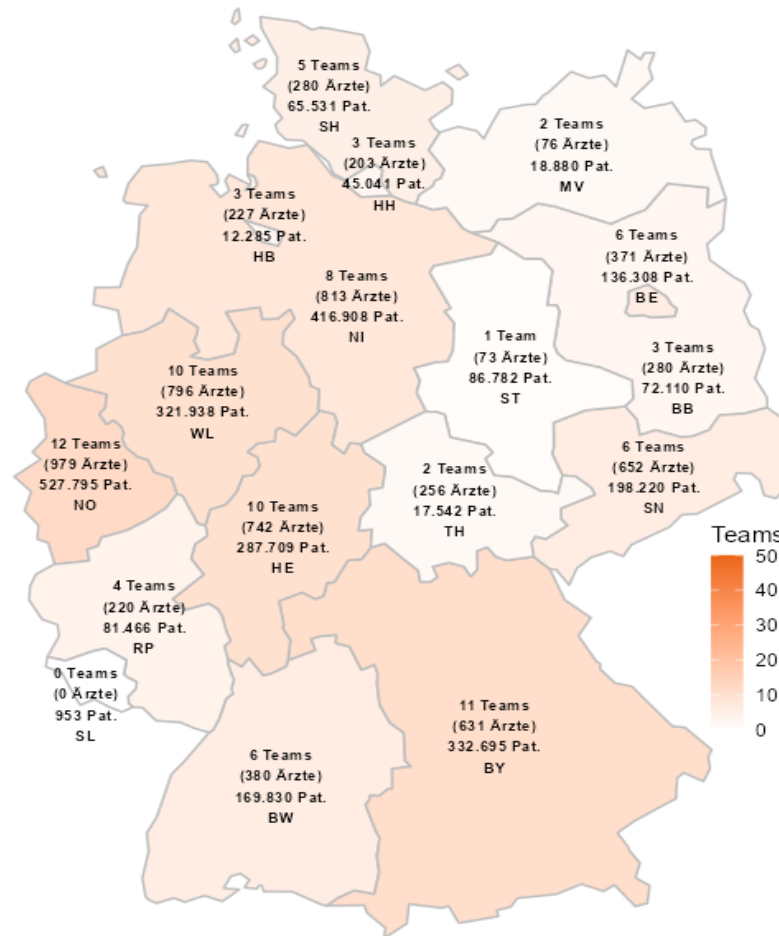 5 Teams
(280 Ärzte)
65.531 Pat.
SH
3 Teams
(203 Ärzte)
45.041 Pat.
HH
2 Teams
(76 Ärzte)
18.880 Pat.
MV
3 Teams
(227 Ärzte)
12.285 Pat.
HB
8 Teams
(813 Ärzte)
416.908 Pat.
NI
6 Teams
(371 Ärzte)
136.308 Pat.
BE
1 Team
(73 Ärzte)
86.782 Pat.
ST
3 Teams
(280 Ärzte)
72.110 Pat.
BB
10 Teams
(796 Ärzte)
321.938 Pat.
WL
12 Teams
(979 Ärzte)
527.795 Pat.
NO
10 Teams
(742 Ärzte)
287.709 Pat.
HE
2 Teams
(256 Ärzte)
17.542 Pat.
TH
6 Teams
(652 Ärzte)
198.220 Pat.
SN
4 Teams
(220 Ärzte)
81.466 Pat.
RP
0 Teams
(0 Ärzte)
953 Pat.
SL
6 Teams
(380 Ärzte)
169.830 Pat.
BW
11 Teams
(631 Ärzte)
332.695 Pat.
BY
Teams
50
40
30
20
10
0